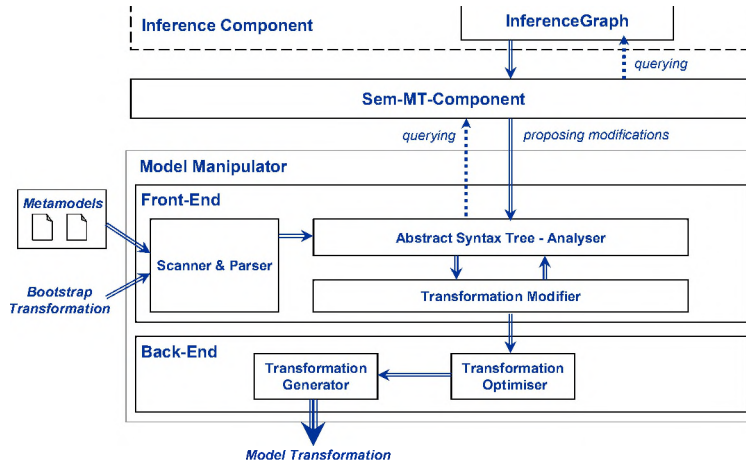 Inference Component
InferenceGraph
querying
Sem-MT-Component
querying
proposing modifications
Model Manipulator
Metamodels
Front-End
Abstract Syntax Tree - Analyser
Scanner & Parser
Bootstrap
Transformation
Transformation Modifier
Back-End
Transformation
Generator
Transformation
Optimiser
Model Transformation